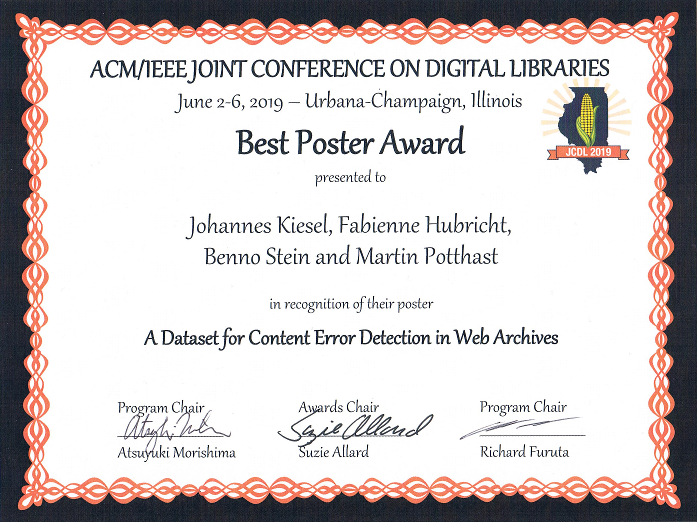 ACM/IEEE JOINT CONFERENCE ON DIGITAL LIBRARIES
June 2-6, 2019 – Urbana-Champaign, Illinois
JCDL 2019
Best Poster Award
presented to
Johannes Kiesel, Fabienne Hubricht,
Benno Stein and Martin Potthast
in recognition of their poster
A Dataset for Content Error Detection in Web Archives
Program Chair Awards Chair Program Chair
Suzie Allard
Atsuyuki Morishima Suzie Allard Richard Furuta